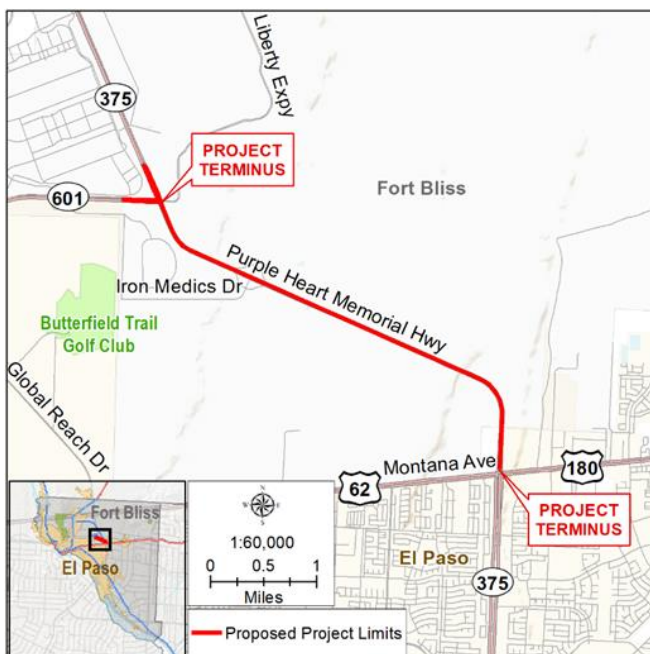 Liberty Expy
375
PROJECT
TERMINUS
601
Fort Bliss
Purple Heart Memorial Hwy
Iron Medics Dr
Butterfield Trail
Golf Club
Global Reach Dr
Montana Ave
62
180
PROJECT
TERMINUS
El Paso
375
Fort Bliss
El Paso
1:60,000
0 0.5 1
Miles
Proposed Project Limits